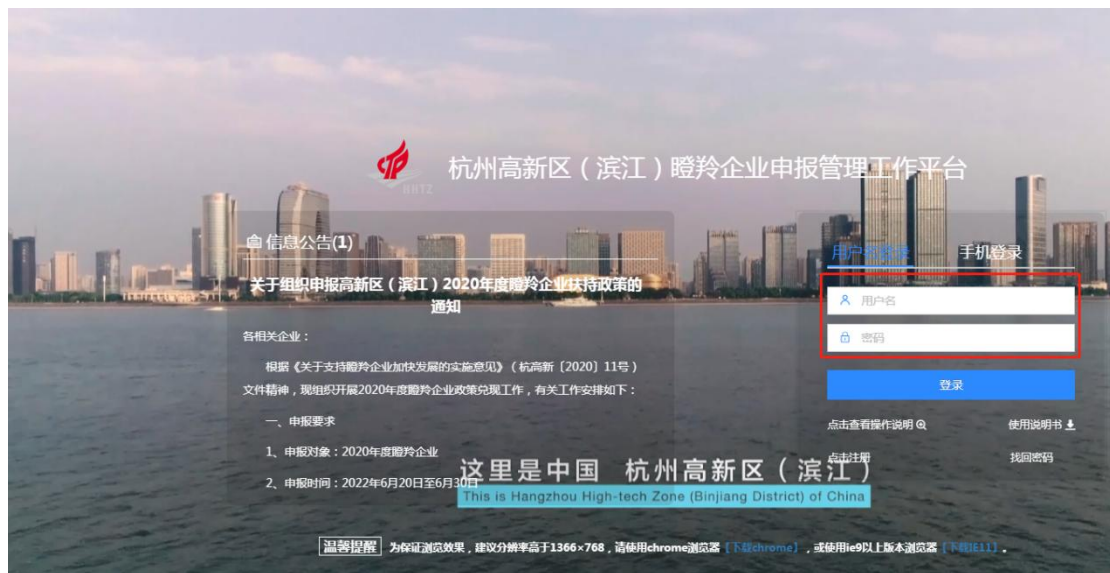 HHTZ
杭州高新区（滨江）瞪羚企业申报管理工作平台
信息公告(1)
关于组织申报高新区（滨江）2020年度瞪羚企业扶持政策的
通知
各相关企业：
根据《关于支持瞪羚企业加快发展的实施意见》（杭高新〔2020〕11号）
文件精神，现组织开展2020年度瞪羚企业政策兑现工作，有关工作安排如下：
一、申报要求
1、申报对象：2020年度瞪羚企业
2、申报时间：2022年6月20日至6月30日
用户名登录 手机登录
用户名
密码
登录
点击查看操作说明 使用说明书
点击注册 找回密码
这里是中国 杭州高新区（滨江）
This is Hangzhou High-tech Zone (Binjiang District) of China
温馨提醒 为保证浏览效果，建议分辨率高于1366×768，请使用chrome浏览器【下载chrome】，或使用ie9以上版本浏览器【下载IE11】。